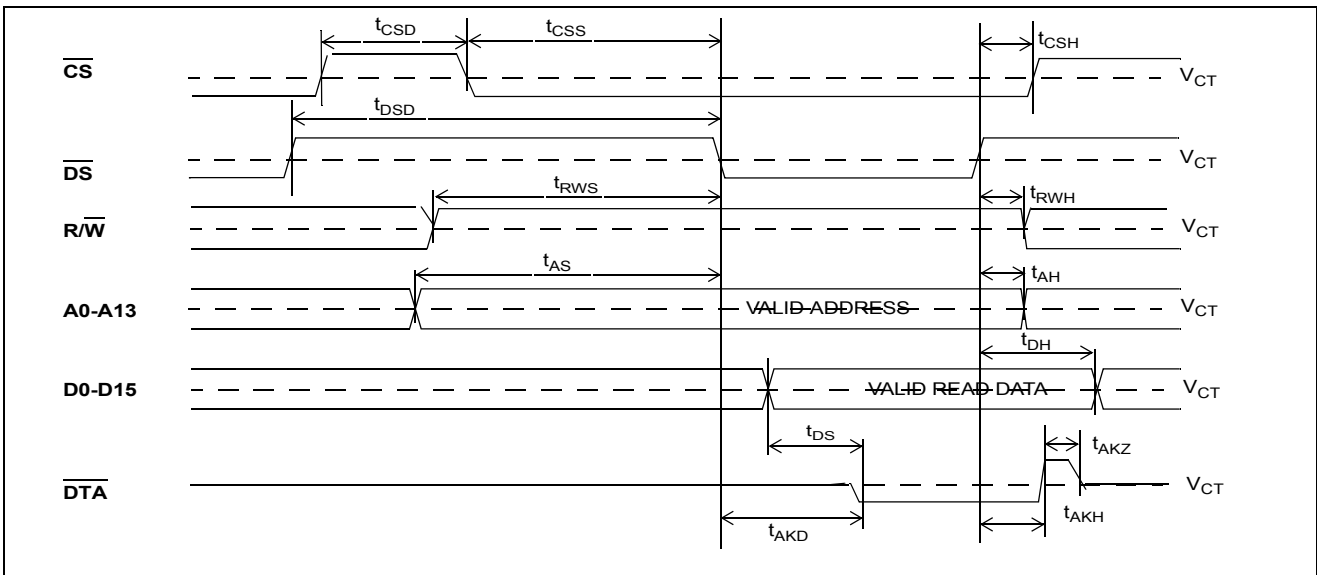 tCSD
tCSS
tCSH
CS
VCT
tDSD
DS
VCT
tRWS
tRWH
R/W
VCT
tAS
tAH
A0-A13
VALID ADDRESS
VCT
tDH
D0-D15
VALID READ DATA
VCT
tDS
tAKZ
DTA
VCT
tAKD
tAKH